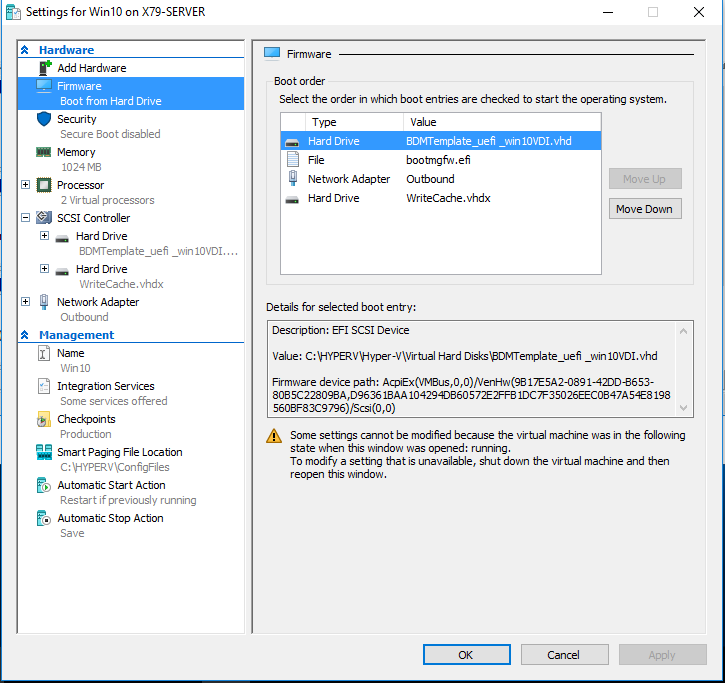 Settings for Win10 on X79-SERVER
Hardware
Add Hardware
Firmware
Boot from Hard Drive
Security
Secure Boot disabled
Memory
1024 MB
Processor
2 Virtual processors
SCSI Controller
Hard Drive
BDMTemplate_uefi _win10VDI....
Hard Drive
WriteCache.vhdx
Network Adapter
Outbound
Management
Name
Win10
Integration Services
Some services offered
Checkpoints
Production
Smart Paging File Location
C:\HYPERV\ConfigFiles
Automatic Start Action
Restart if previously running
Automatic Stop Action
Save
Firmware
Boot order
Select the order in which boot entries are checked to start the operating system.
Type Value
Hard Drive BDMTemplate_uefi _win10VDI.vhd
File bootmgfw.efi
Network Adapter Outbound
Hard Drive WriteCache.vhdx
Move Up
Move Down
Details for selected boot entry:
Description: EFI SCSI Device
Value: C:\HYPERV\Hyper-V\Virtual Hard Disks\BDMTemplate_uefi _win10VDI.vhd
Firmware device path: AcpiEx(VMBus,0,0)/VenHw(9B17E5A2-0891-42DD-B653-
80B5C22809BA,D96361BAA104294DB60572E2FFB1DC7F35026EEC0B47A54E8198
560BF83C9796)/Scsi(0,0)
Some settings cannot be modified because the virtual machine was in the following
state when this window was opened: running.
To modify a setting that is unavailable, shut down the virtual machine and then
reopen this window.
OK Cancel Apply